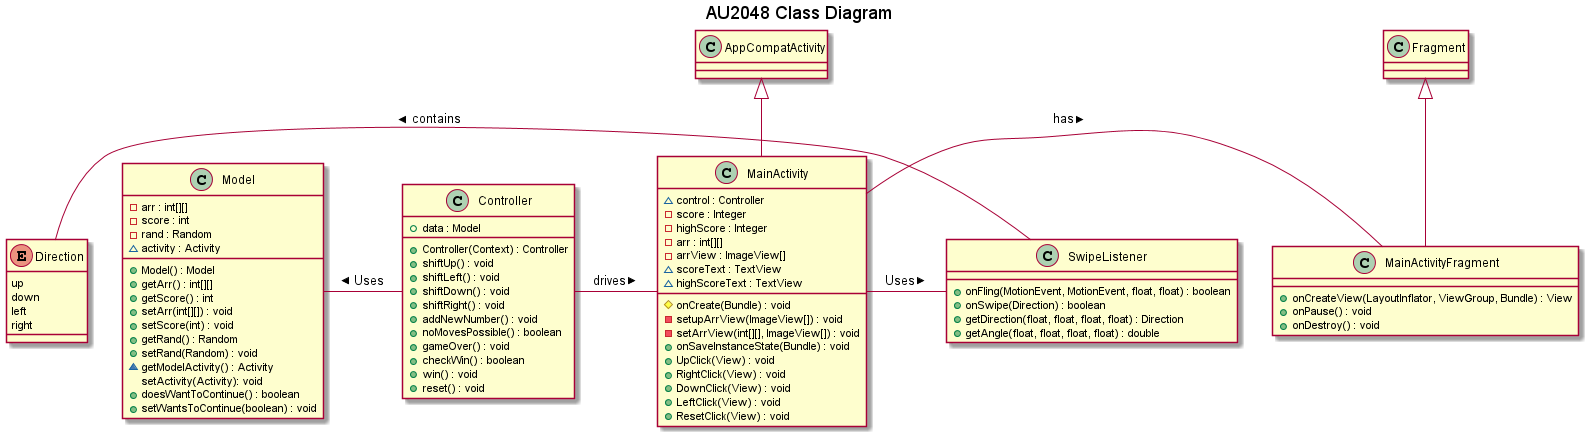 AU2048 Class Diagram
C AppCompatActivity
C Fragment
◄ contains
has►
E Direction
up
down
left
right
C Model
arr : int[][]
score : int
rand : Random
activity : Activity
Model() : Model
getArr() : int[][]
getScore() : int
setArr(int[][]) : void
setScore(int) : void
getRand() : Random
setRand(Random) : void
getModelActivity() : Activity
setActivity(Activity): void
doesWantToContinue() : boolean
setWantsToContinue(boolean) : void
◄ Uses
C Controller
data : Model
Controller(Context) : Controller
shiftUp() : void
shiftLeft() : void
shiftDown() : void
shiftRight() : void
addNewNumber() : void
noMovesPossible() : boolean
gameOver() : void
checkWin() : boolean
win() : void
reset() : void
drives►
C MainActivity
control : Controller
score : Integer
highScore : Integer
arr : int[][]
arrView : ImageView[]
scoreText : TextView
highScoreText : TextView
onCreate(Bundle) : void
setupArrView(ImageView[]) : void
setArrView(int[][], ImageView[]) : void
onSaveInstanceState(Bundle) : void
UpClick(View) : void
RightClick(View) : void
DownClick(View) : void
LeftClick(View) : void
ResetClick(View) : void
Uses►
C SwipeListener
onFling(MotionEvent, MotionEvent, float, float) : boolean
onSwipe(Direction) : boolean
getDirection(float, float, float, float) : Direction
getAngle(float, float, float, float) : double
C MainActivityFragment
onCreateView(LayoutInflator, ViewGroup, Bundle) : View
onPause() : void
onDestroy() : void